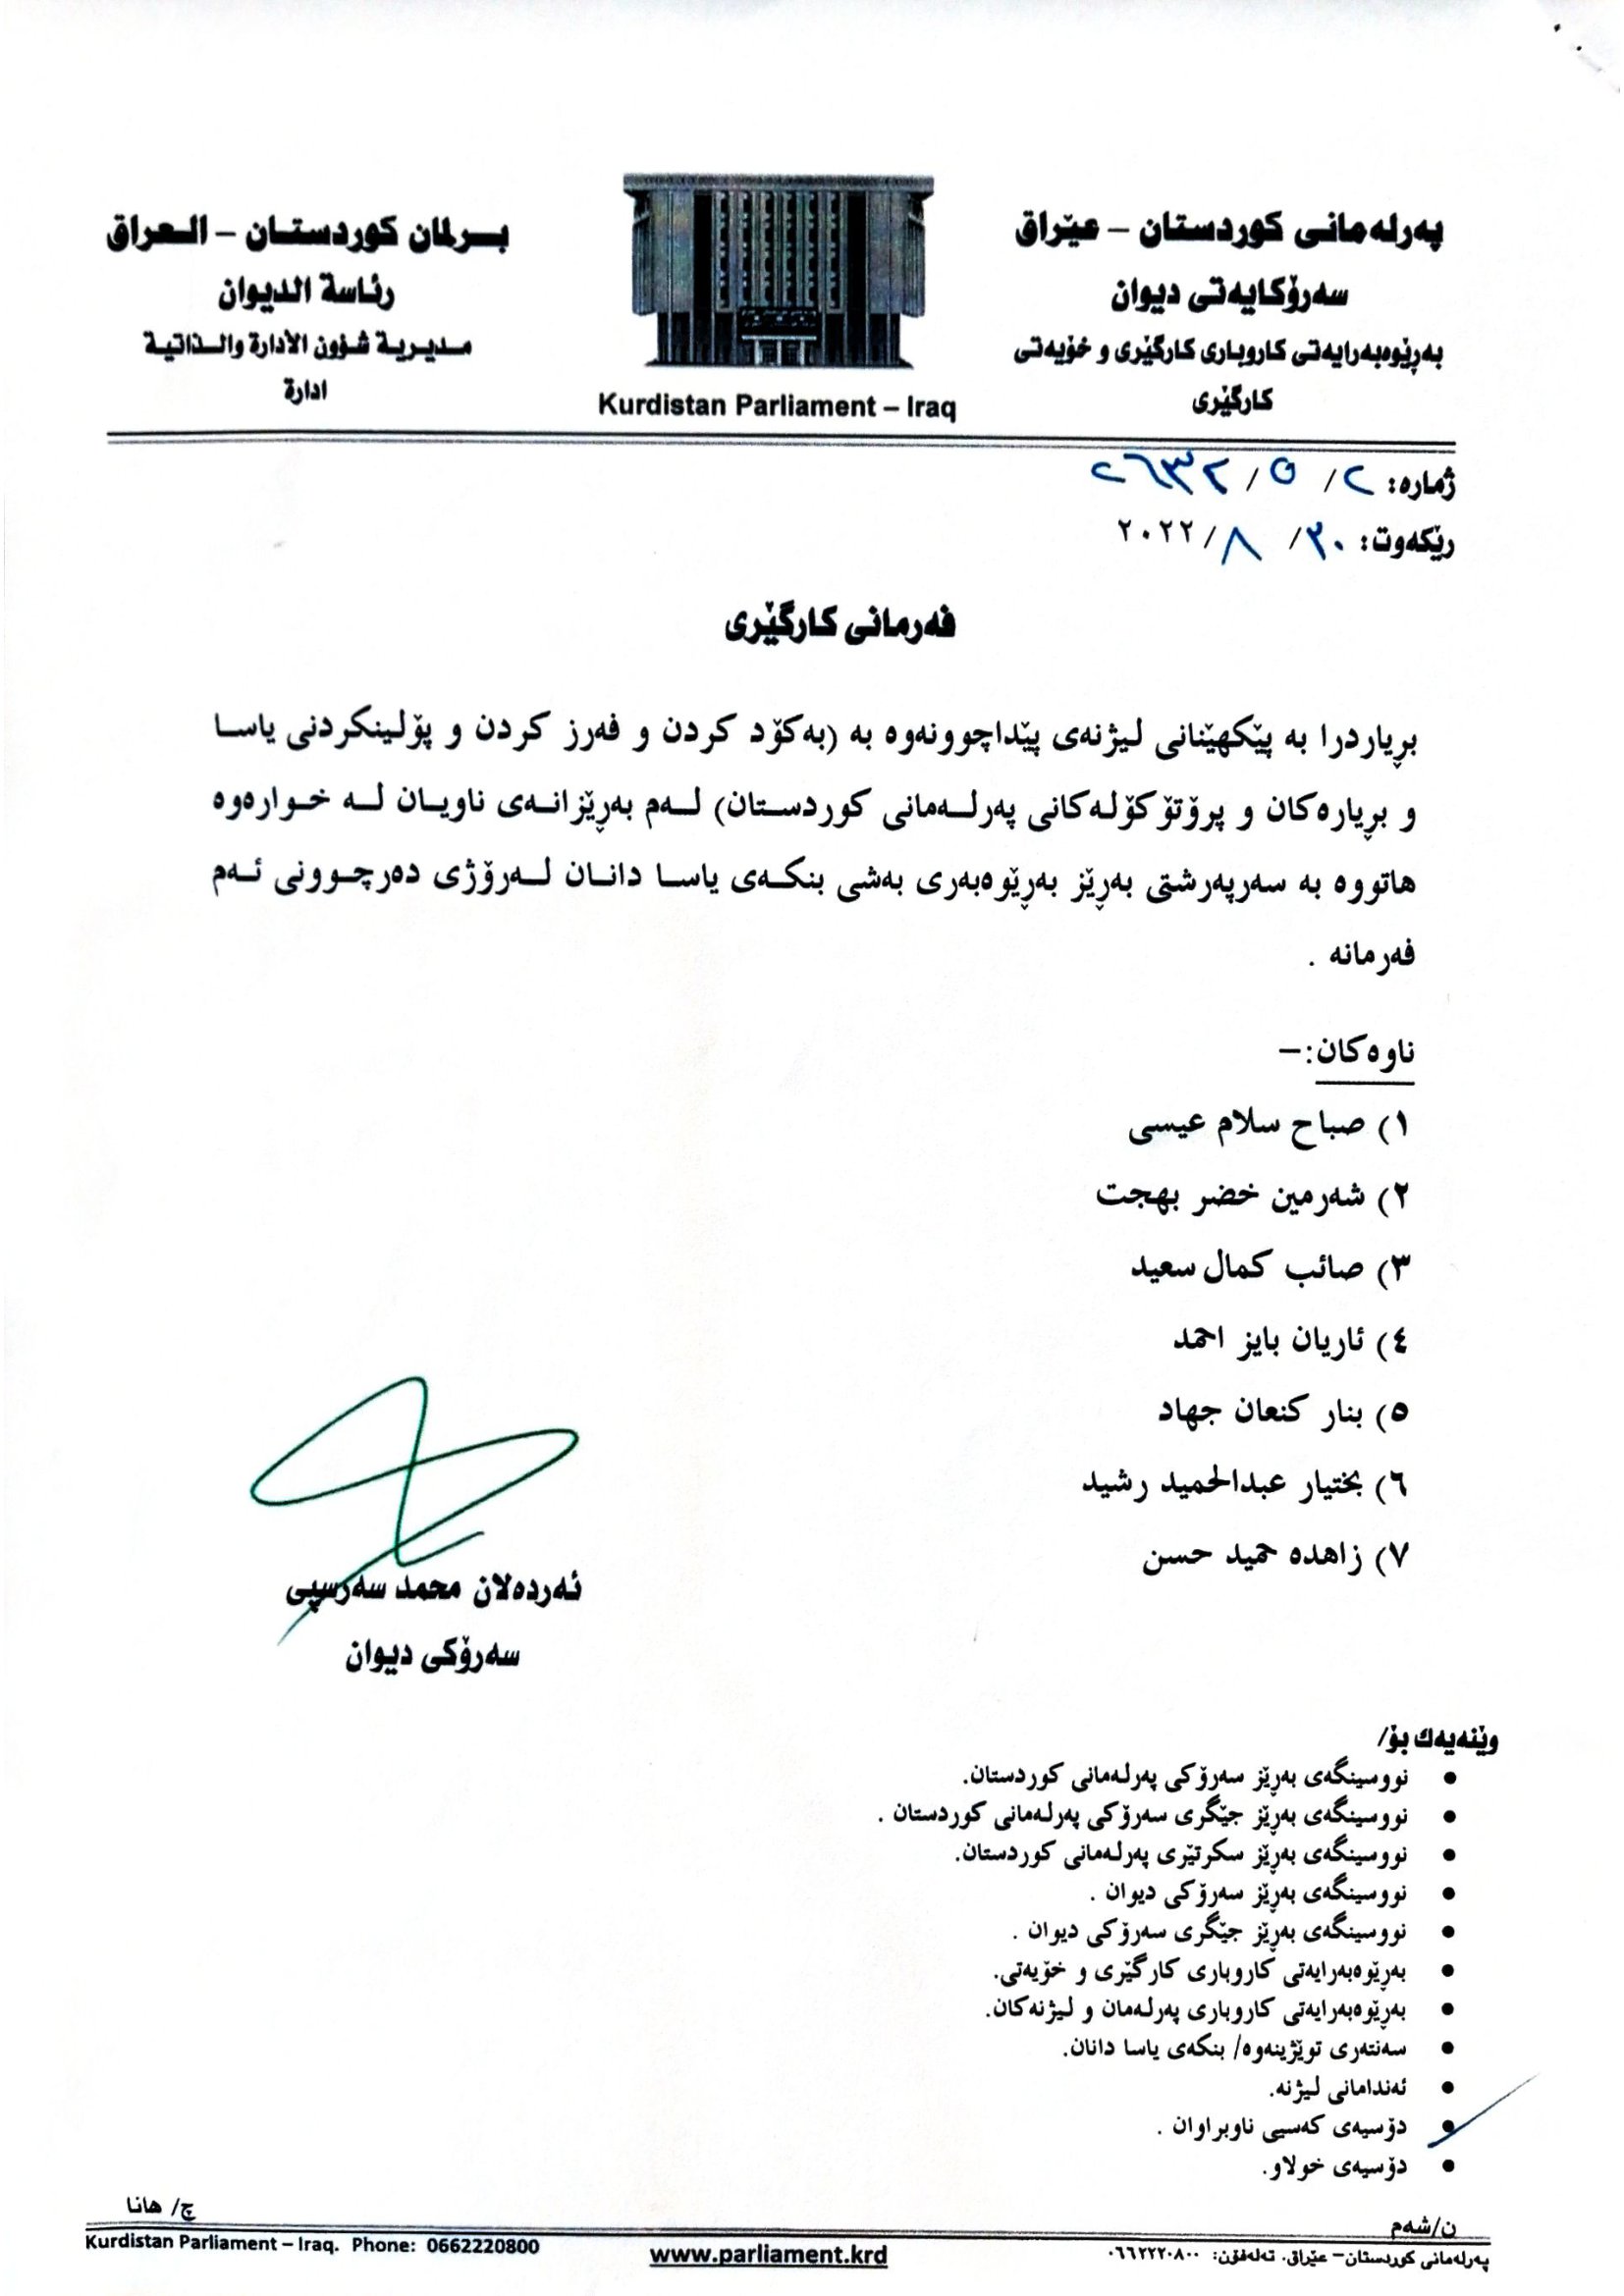 پەرلەمانی کوردستان – عێراق
سەرۆکایەتی دیوان
بەڕێوەبەرایەتی کاروباری کارگێری و خۆیەتی
کارگێری
برلمان كوردستان – العراق
رئاسة الديوان
مديرية شؤون الأدارة والذاتية
ادارة
Kurdistan Parliament – Iraq
ژمارە: ٢/ ٥/ ٢٦٣٢
ڕێکەوت: ٣٠/ ٨/ ٢٠٢٢
فەرمانی کارگێری
بڕیاردرا بە پێکهێنانی لیژنەی پێداچوونەوە بە (بەکۆد کردن و فەرز کردن و پۆلینکردنی یاسا
و بڕیارەکان و پرۆتۆکۆلەکانی پەرلەمانی کوردستان) لەم بەڕێزانەی ناویان لە خوارەوە
هاتووە بە سەرپەرشتی بەڕێز بەڕێوەبەری بەشی بنکەی یاسا دانان لەرۆژی دەرچوونی ئەم
فەرمانە .
ناوەکان:–
١) صباح سلام عیسی
٢) شەرمین خضر بهجت
٣) صائب کمال سعید
٤) ئاریان بایز احمد
٥) بنار کنعان جهاد
٦) بختیار عبدالحمید رشید
٧) زاهدە حمید حسن
ئەردەلان محمد سەرسپی
سەرۆکی دیوان
وێنەیەك بۆ/
• نووسینگەی بەڕێز سەرۆکی پەرلەمانی کوردستان.
• نووسینگەی بەڕێز جێگری سەرۆکی پەرلەمانی کوردستان .
• نووسینگەی بەڕێز سکرتێری پەرلەمانی کوردستان.
• نووسینگەی بەڕێز سەرۆکی دیوان .
• نووسینگەی بەڕێز جێگری سەرۆکی دیوان .
• بەڕێوەبەرایەتی کاروباری کارگێری و خۆیەتی.
• بەڕێوەبەرایەتی کاروباری پەرلەمان و لیژنەکان.
• سەنتەری توێژینەوە/ بنکەی یاسا دانان.
• ئەندامانی لیژنە.
• دۆسیەی کەسیی ناوبراوان .
• دۆسیەی خولاو.
ن/شەم
چ/ هانا
پەرلەمانی کوردستان– عێراق. تەلەفۆن: ٠٦٦٢٢٢٠٨٠٠
www.parliament.krd
Kurdistan Parliament – Iraq. Phone: 0662220800